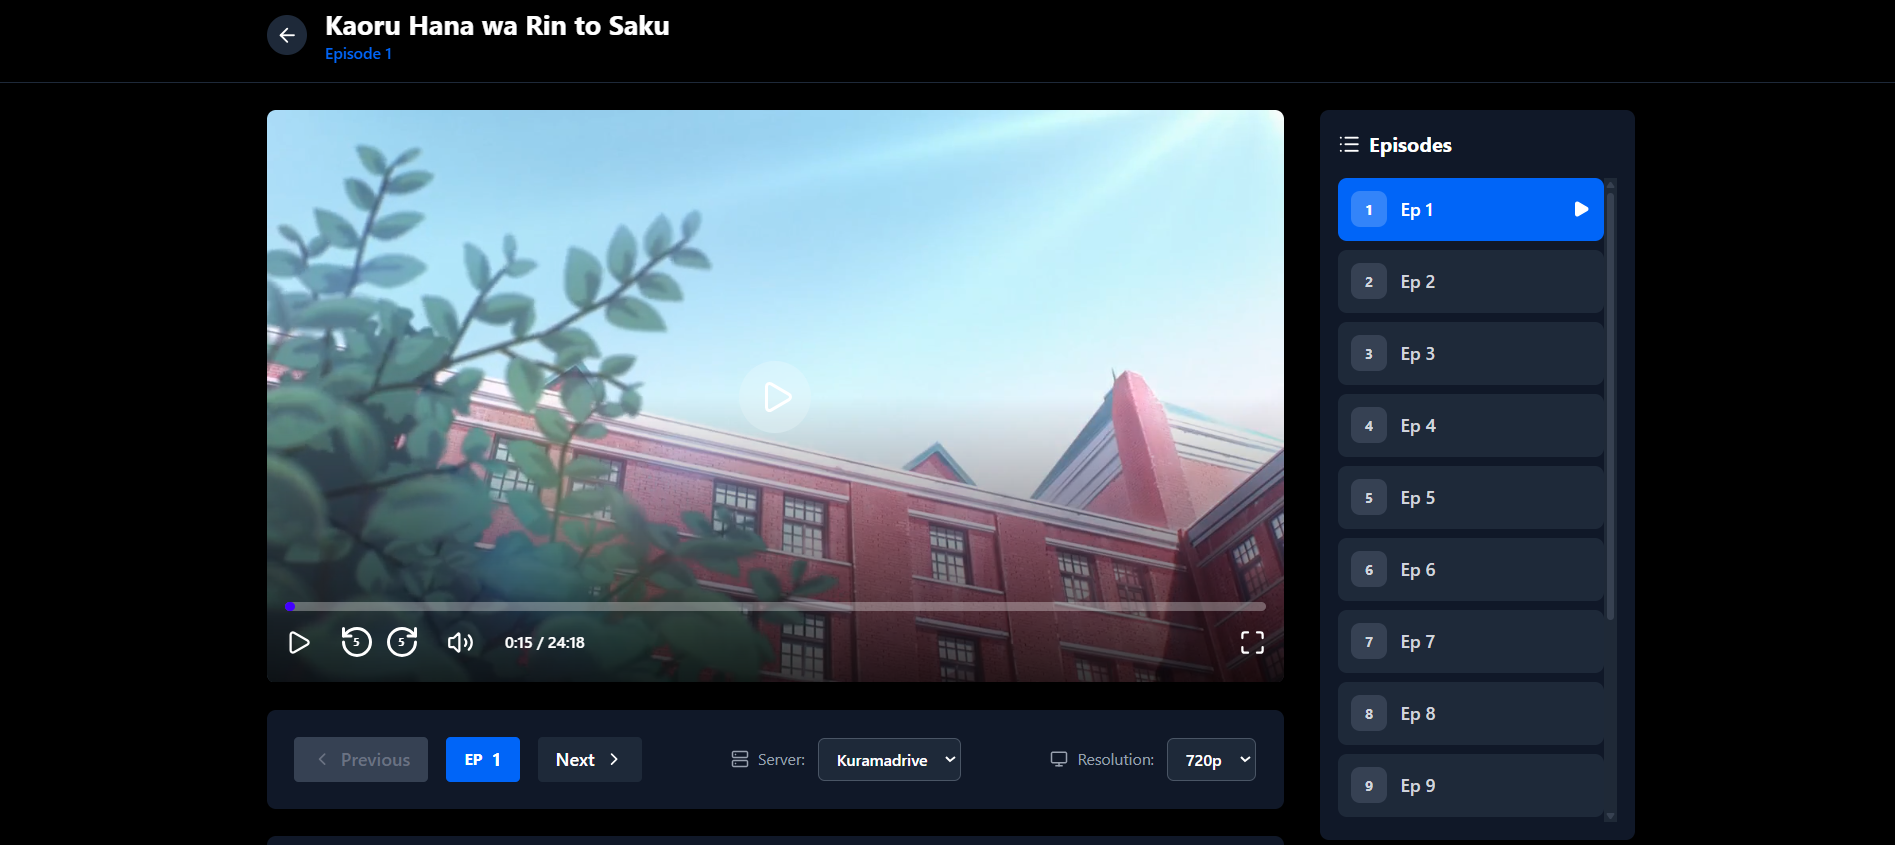 Kaoru Hana wa Rin to Saku
Episode 1
5 5 0:15 / 24:18
Previous EP 1 Next Server: Kuramadrive Resolution: 720p
Episodes
1 Ep 1
2 Ep 2
3 Ep 3
4 Ep 4
5 Ep 5
6 Ep 6
7 Ep 7
8 Ep 8
9 Ep 9